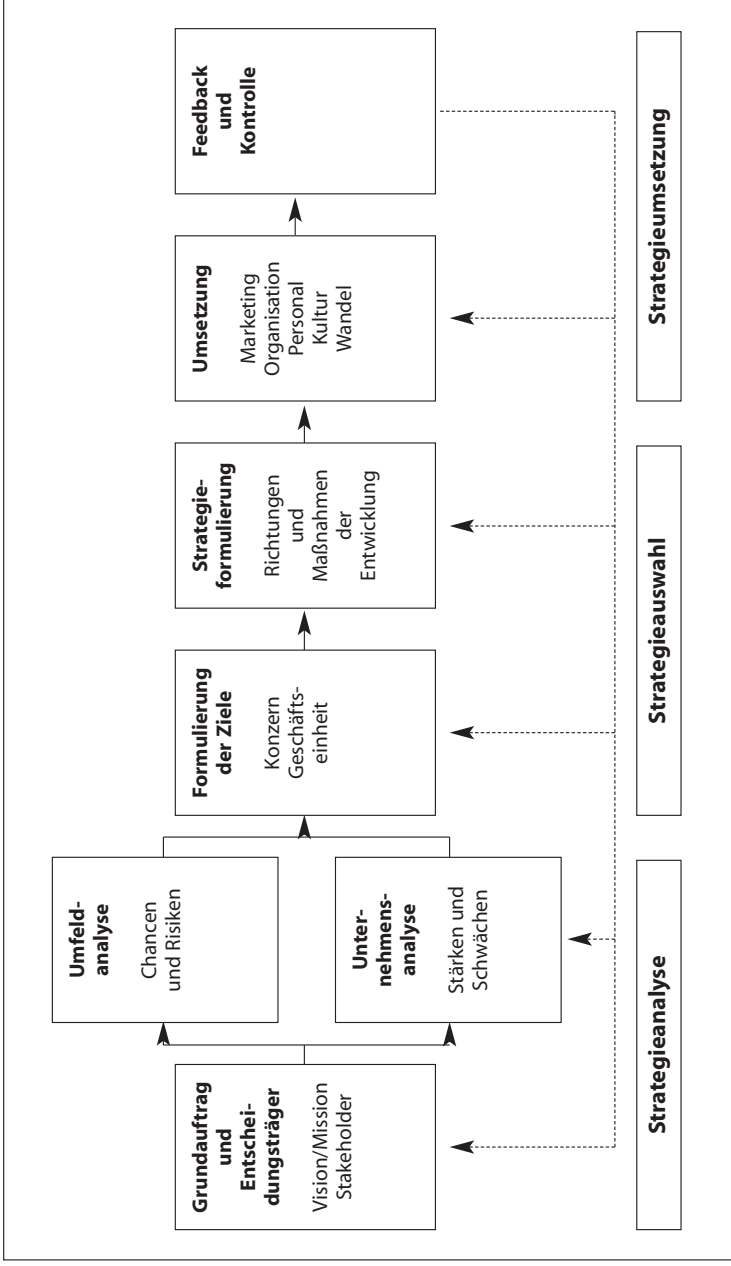 Grundauftrag
und
Entschei-
dungsträger
Vision/Mission
Stakeholder
Umfeld-
analyse
Chancen
und Risiken
Unter-
nehmens-
analyse
Stärken und
Schwächen
Formulierung
der Ziele
Konzern
Geschäfts-
einheit
Strategie-
formulierung
Richtungen
und
Maßnahmen
der
Entwicklung
Umsetzung
Marketing
Organisation
Personal
Kultur
Wandel
Feedback
und
Kontrolle
Strategieanalyse
Strategieauswahl
Strategieumsetzung